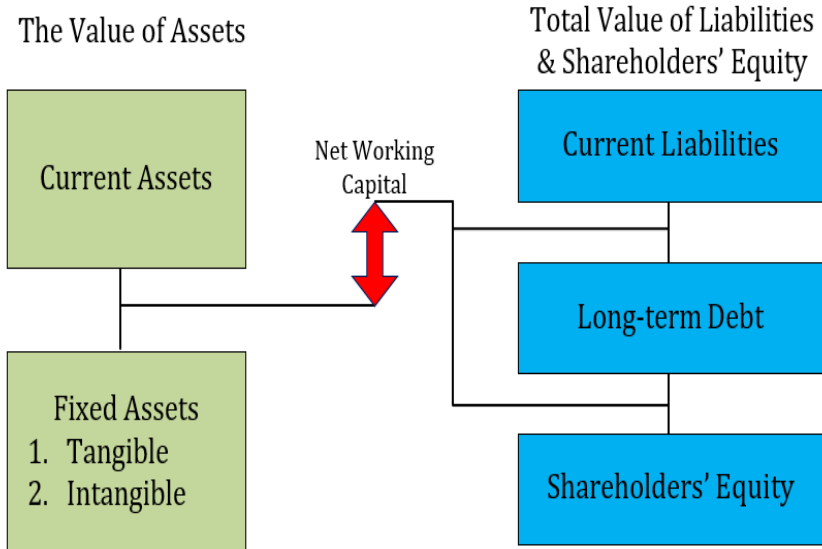 The Value of Assets
Total Value of Liabilities
& Shareholders’ Equity
Current Assets
Net Working
Capital
Current Liabilities
Long-term Debt
Fixed Assets
1. Tangible
2. Intangible
Shareholders’ Equity